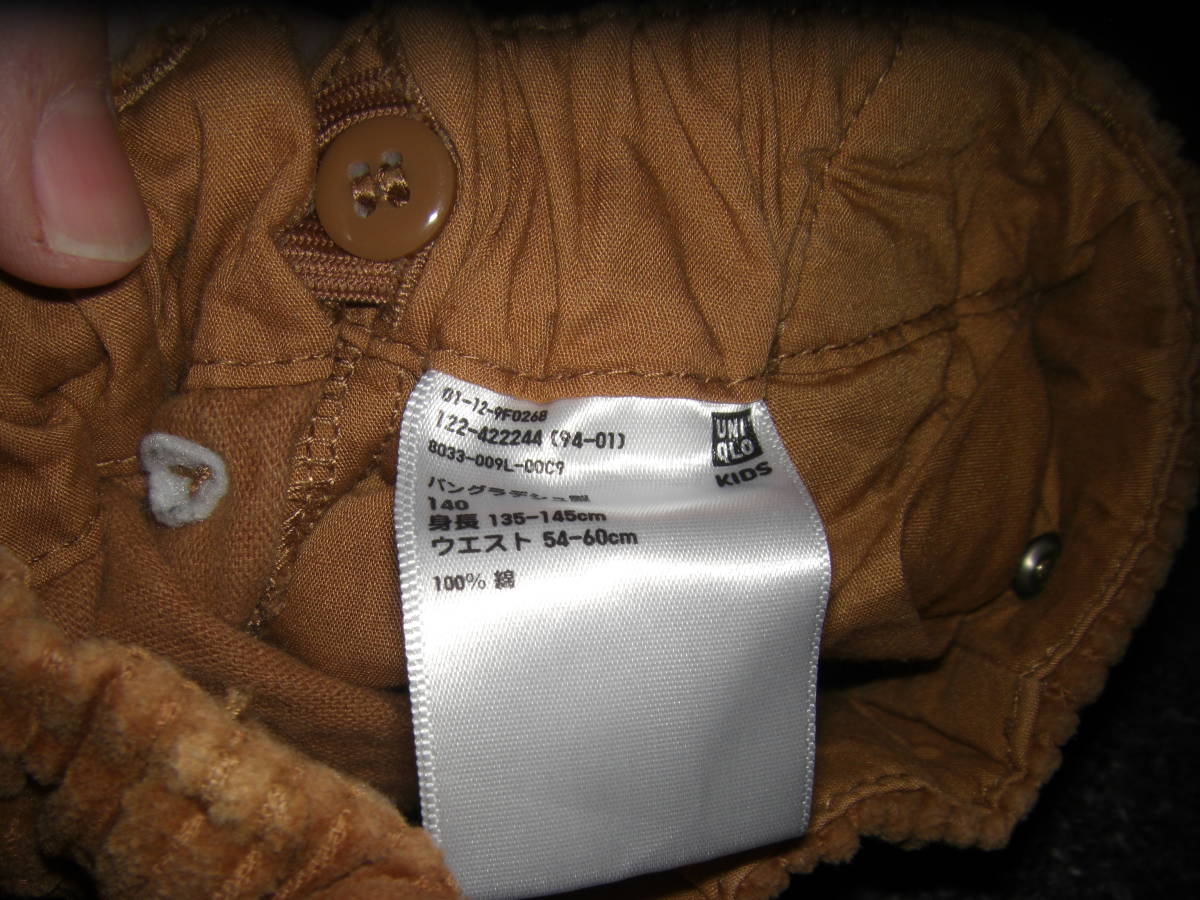 01-12-9F0268
122-422244 (94-01)
8033-009L-00C9
UNI
QLO
KIDS
バングラデシュ製
140
身長 135-145cm
ウエスト 54-60cm
100% 綿